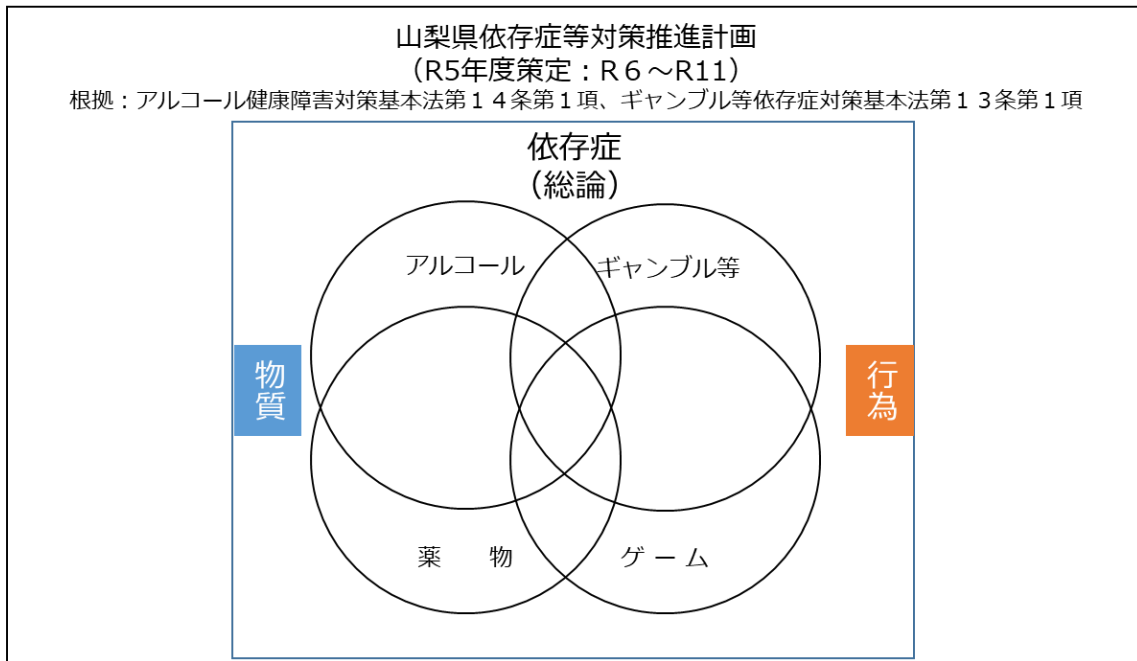 山梨県依存症等対策推進計画
（R5年度策定：R６～R11）
根拠：アルコール健康障害対策基本法第１４条第１項、ギャンブル等依存症対策基本法第１３条第１項
依存症
（総論）
アルコール
ギャンブル等
物質
行為
薬　　物
ゲ ー ム